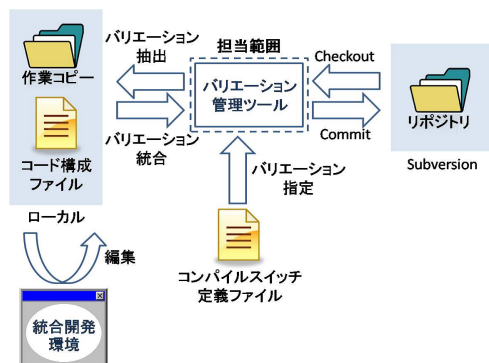 バリエーション
抽出
担当範囲
Checkout
作業コピー
バリエーション
管理ツール
リポジトリ
バリエーション
統合
Commit
コード構成
ファイル
バリエーション
指定
Subversion
ローカル
編集
コンパイルスイッチ
定義ファイル
統合開発
環境